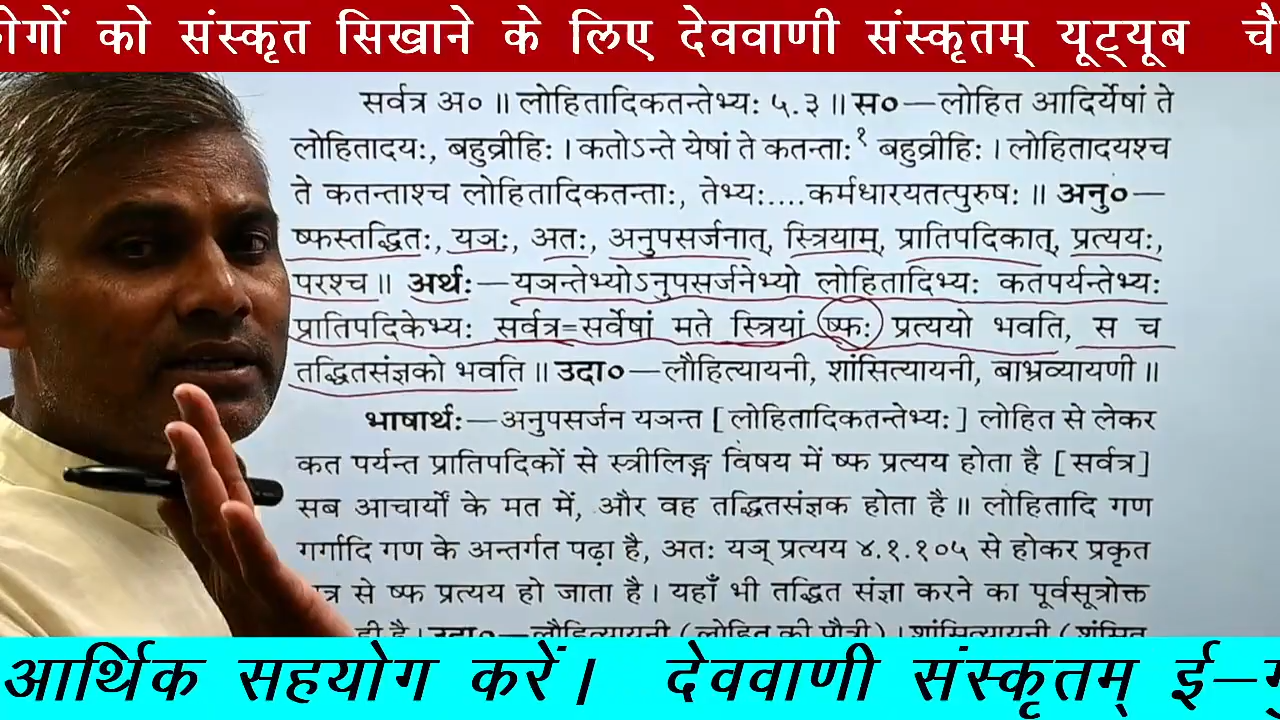 को संस्कृत सिखाने के लिए देववाणी संस्कृतम् यूट्यूब
सर्वत्र अ० ॥ लोहितादिकतन्तेभ्यः ५.३ ॥ स०—लोहित आदिर्येषां ते
लोहितादयः, बहुव्रीहिः । कतोऽन्ते येषां ते कतन्ताः१ बहुव्रीहिः । लोहितादयश्च
ते कतन्ताश्च लोहितादिकतन्ताः, तेभ्यः....कर्मधारयतत्पुरुषः ॥ अनु०—
ष्फस्तद्धितः, यञः, अतः, अनुपसर्जनात्, स्त्रियाम्, प्रातिपदिकात्, प्रत्ययः,
परश्च ॥ अर्थः—यञन्तेभ्योऽनुपसर्जनेभ्यो लोहितादिभ्यः कतपर्यन्तेभ्यः
प्रातिपदिकेभ्यः सर्वत्र=सर्वेषां मते स्त्रियां ष्फः प्रत्ययो भवति, स च
तद्धितसंज्ञको भवति ॥ उदा०—लौहित्यायनी, शांसित्यायनी, बाभ्रव्यायणी ॥
भाषार्थः—अनुपसर्जन यञन्त [ लोहितादिकतन्तेभ्यः ] लोहित से लेकर
कत पर्यन्त प्रातिपदिकों से स्त्रीलिङ्ग विषय में ष्फ प्रत्यय होता है [ सर्वत्र ]
सब आचार्यों के मत में, और वह तद्धितसंज्ञक होता है ॥ लोहितादि गण
गर्गादि गण के अन्तर्गत पढ़ा है, अतः यञ् प्रत्यय ४.१.१०५ से होकर प्रकृत
से ष्फ प्रत्यय हो जाता है । यहाँ भी तद्धित संज्ञा करने का पूर्वसूत्रोक्त
ही है । उदा०—लौहित्यायनी ( लोहित की पौत्री ) । शांसित्यायनी ( शंसित
आर्थिक सहयोग करें। देववाणी संस्कृतम्